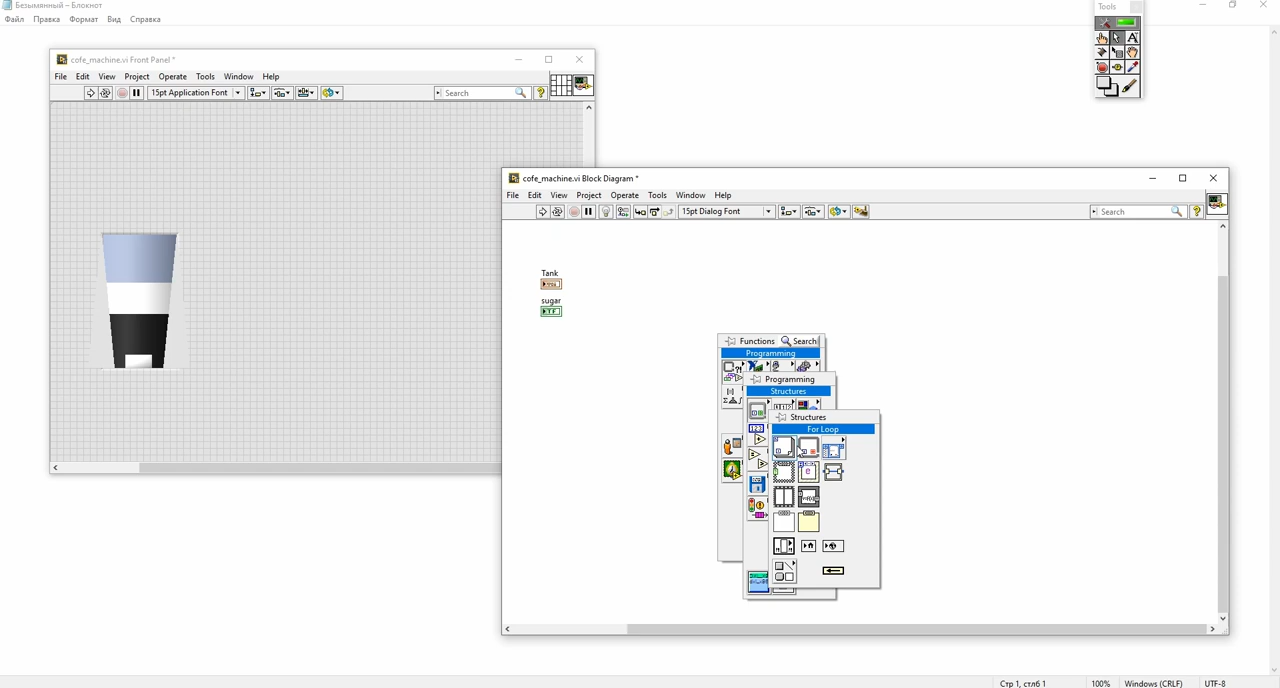 Безымянный – Блокнот
Файл Правка Формат Вид Справка
Tools
cofe_machine.vi Front Panel *
File Edit View Project Operate Tools Window Help
15pt Application Font
Search
cofe_machine.vi Block Diagram *
File Edit View Project Operate Tools Window Help
15pt Dialog Font
Search
Tank
sugar
TF
Functions Search
Programming
Programming
Structures
Structures
For Loop
Стр 1, стлб 1
100%
Windows (CRLF)
UTF-8